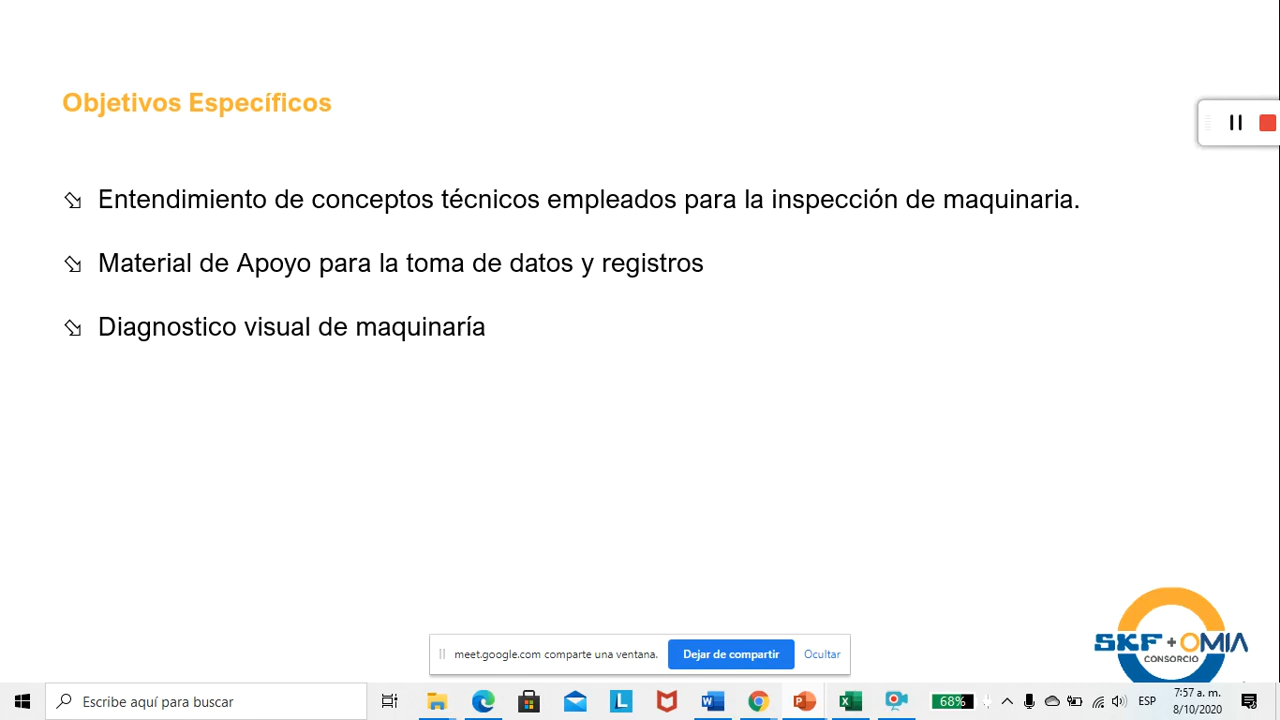 Objetivos Específicos
Entendimiento de conceptos técnicos empleados para la inspección de maquinaria.
Material de Apoyo para la toma de datos y registros
Diagnostico visual de maquinaría
SKF + OMIA
CONSORCIO
meet.google.com comparte una ventana.
Dejar de compartir
Ocultar
Escribe aquí para buscar
L
W
P
X
68%
ESP
7:57 a. m.
8/10/2020